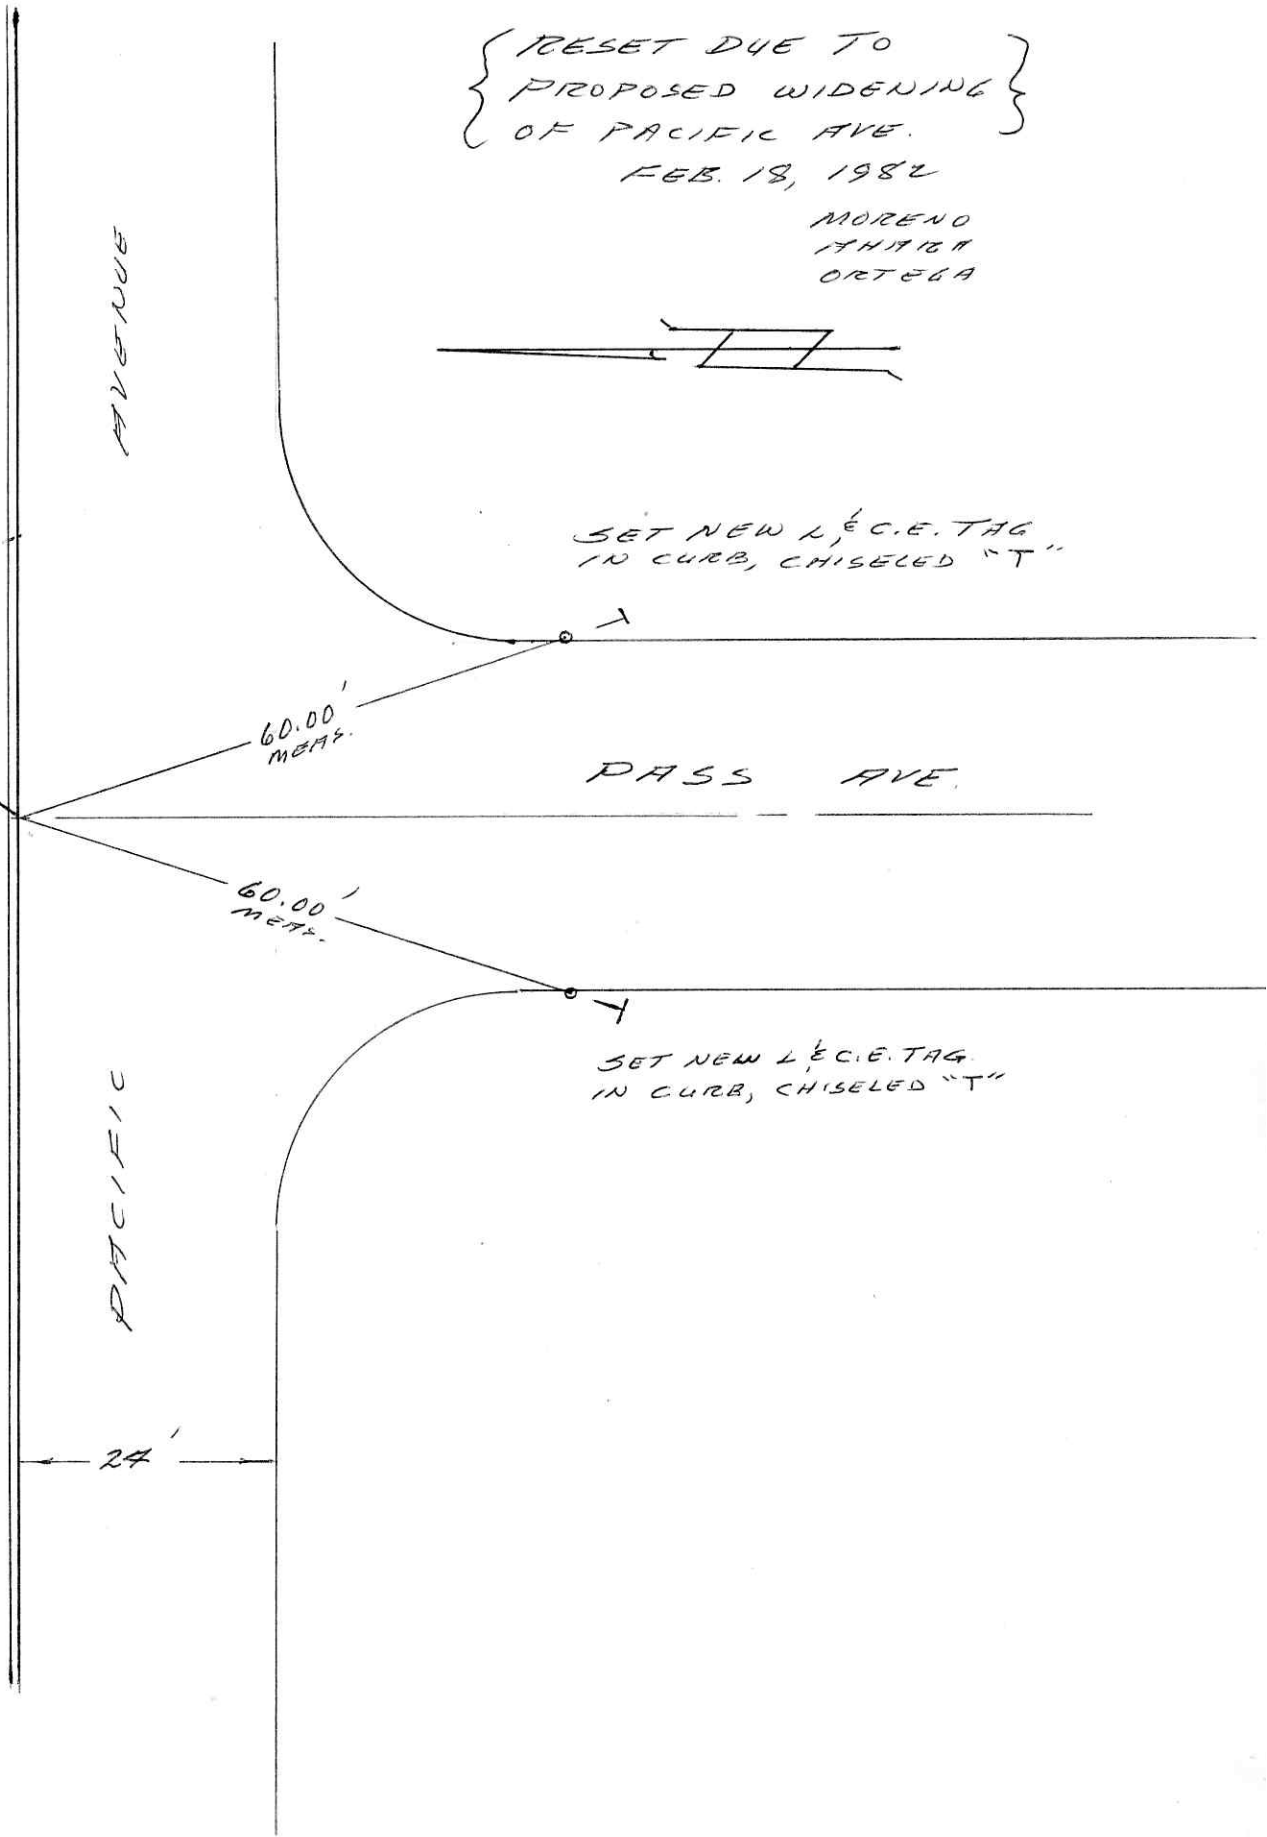 RESET DUE TO
PROPOSED WIDENING
OF PACIFIC AVE.
FEB. 18, 1982
MORENO
AHARA
ORTEGA
AVENUE
SET NEW L & C.E. TAG
IN CURB, CHISELED "T"
T
60.00'
MEAS.
PASS AVE.
60.00'
MEAS.
T
SET NEW L & C.E. TAG
IN CURB, CHISELED "T"
PACIFIC
24'